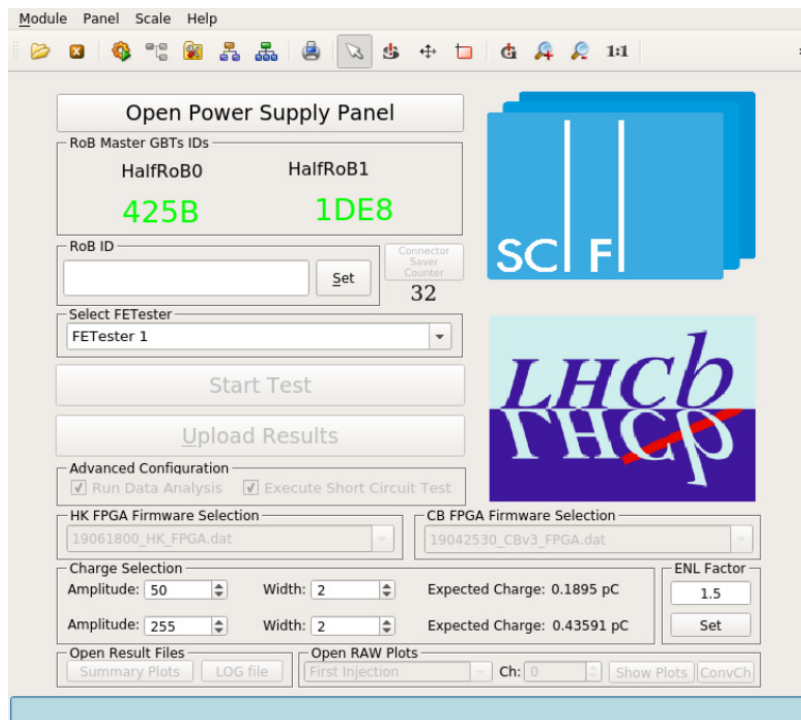 Module Panel Scale Help
1:1
Open Power Supply Panel
RoB Master GBTs IDs
HalfRoB0 HalfRoB1
425B 1DE8
RoB ID
Set
Connector
Saver
Counter
32
Select FETester
FETester 1
Start Test
Upload Results
Advanced Configuration
Run Data Analysis Execute Short Circuit Test
HK FPGA Firmware Selection CB FPGA Firmware Selection
19061800_HK_FPGA.dat 19042530_CBv3_FPGA.dat
Charge Selection ENL Factor
Amplitude: 50 Width: 2 Expected Charge: 0.1895 pC 1.5
Amplitude: 255 Width: 2 Expected Charge: 0.43591 pC Set
Open Result Files Open RAW Plots
Summary Plots LOG file First Injection Ch: 0 Show Plots ConvCh
SCIFI
LHCb
LHCb